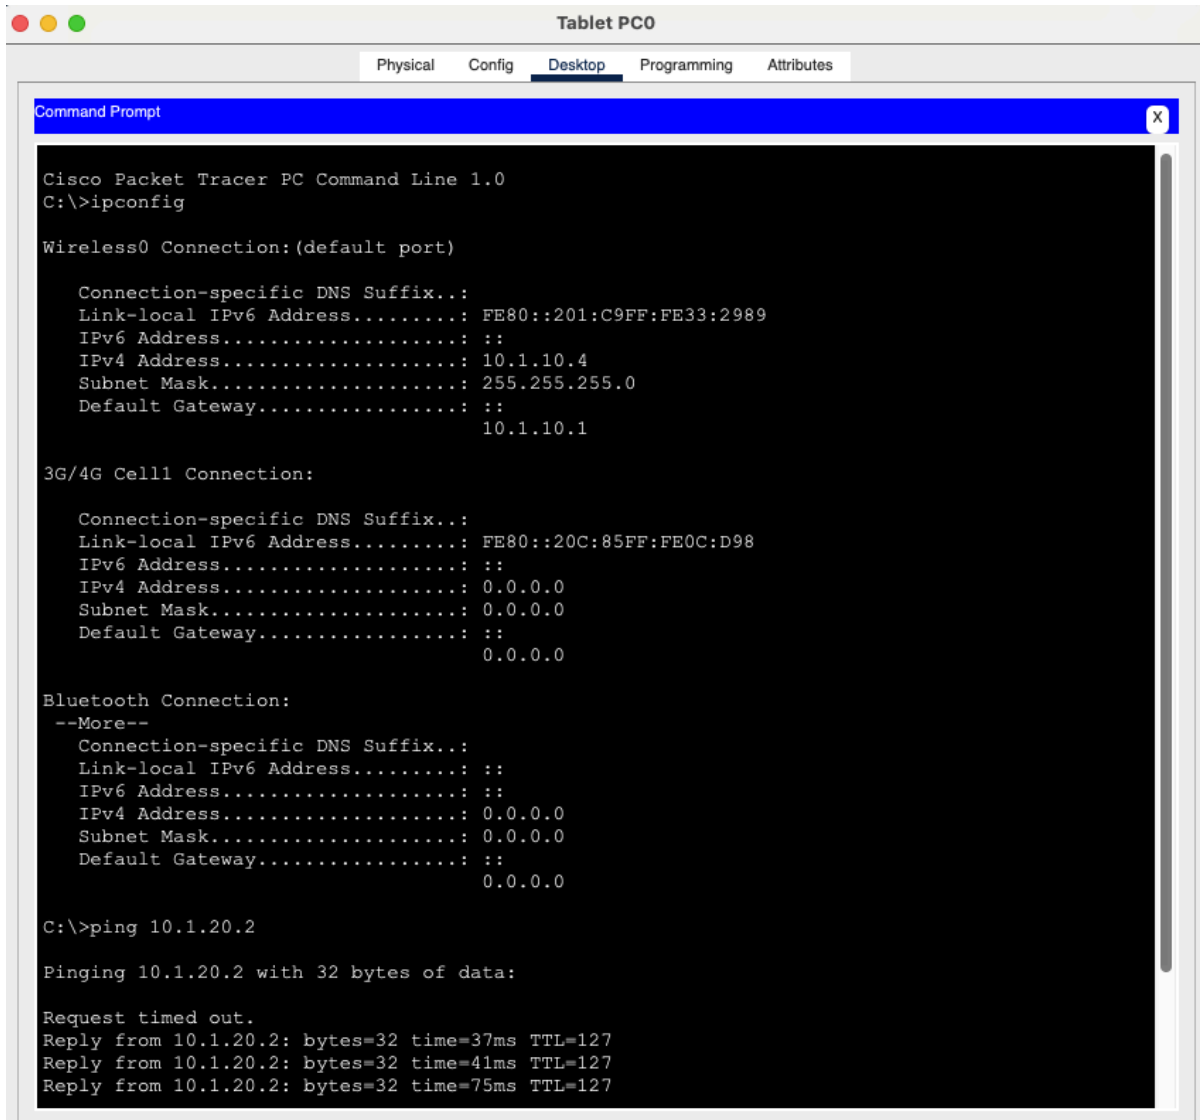 Tablet PC0
Physical Config Desktop Programming Attributes
Command Prompt
X
Cisco Packet Tracer PC Command Line 1.0
C:\>ipconfig
Wireless0 Connection:(default port)
Connection-specific DNS Suffix..:
Link-local IPv6 Address.........: FE80::201:C9FF:FE33:2989
IPv6 Address....................: ::
IPv4 Address....................: 10.1.10.4
Subnet Mask.....................: 255.255.255.0
Default Gateway.................: ::
10.1.10.1
3G/4G Cell1 Connection:
Connection-specific DNS Suffix..:
Link-local IPv6 Address.........: FE80::20C:85FF:FE0C:D98
IPv6 Address....................: ::
IPv4 Address....................: 0.0.0.0
Subnet Mask.....................: 0.0.0.0
Default Gateway.................: ::
0.0.0.0
Bluetooth Connection:
--More--
Connection-specific DNS Suffix..:
Link-local IPv6 Address.........: ::
IPv6 Address....................: ::
IPv4 Address....................: 0.0.0.0
Subnet Mask.....................: 0.0.0.0
Default Gateway.................: ::
0.0.0.0
C:\>ping 10.1.20.2
Pinging 10.1.20.2 with 32 bytes of data:
Request timed out.
Reply from 10.1.20.2: bytes=32 time=37ms TTL=127
Reply from 10.1.20.2: bytes=32 time=41ms TTL=127
Reply from 10.1.20.2: bytes=32 time=75ms TTL=127